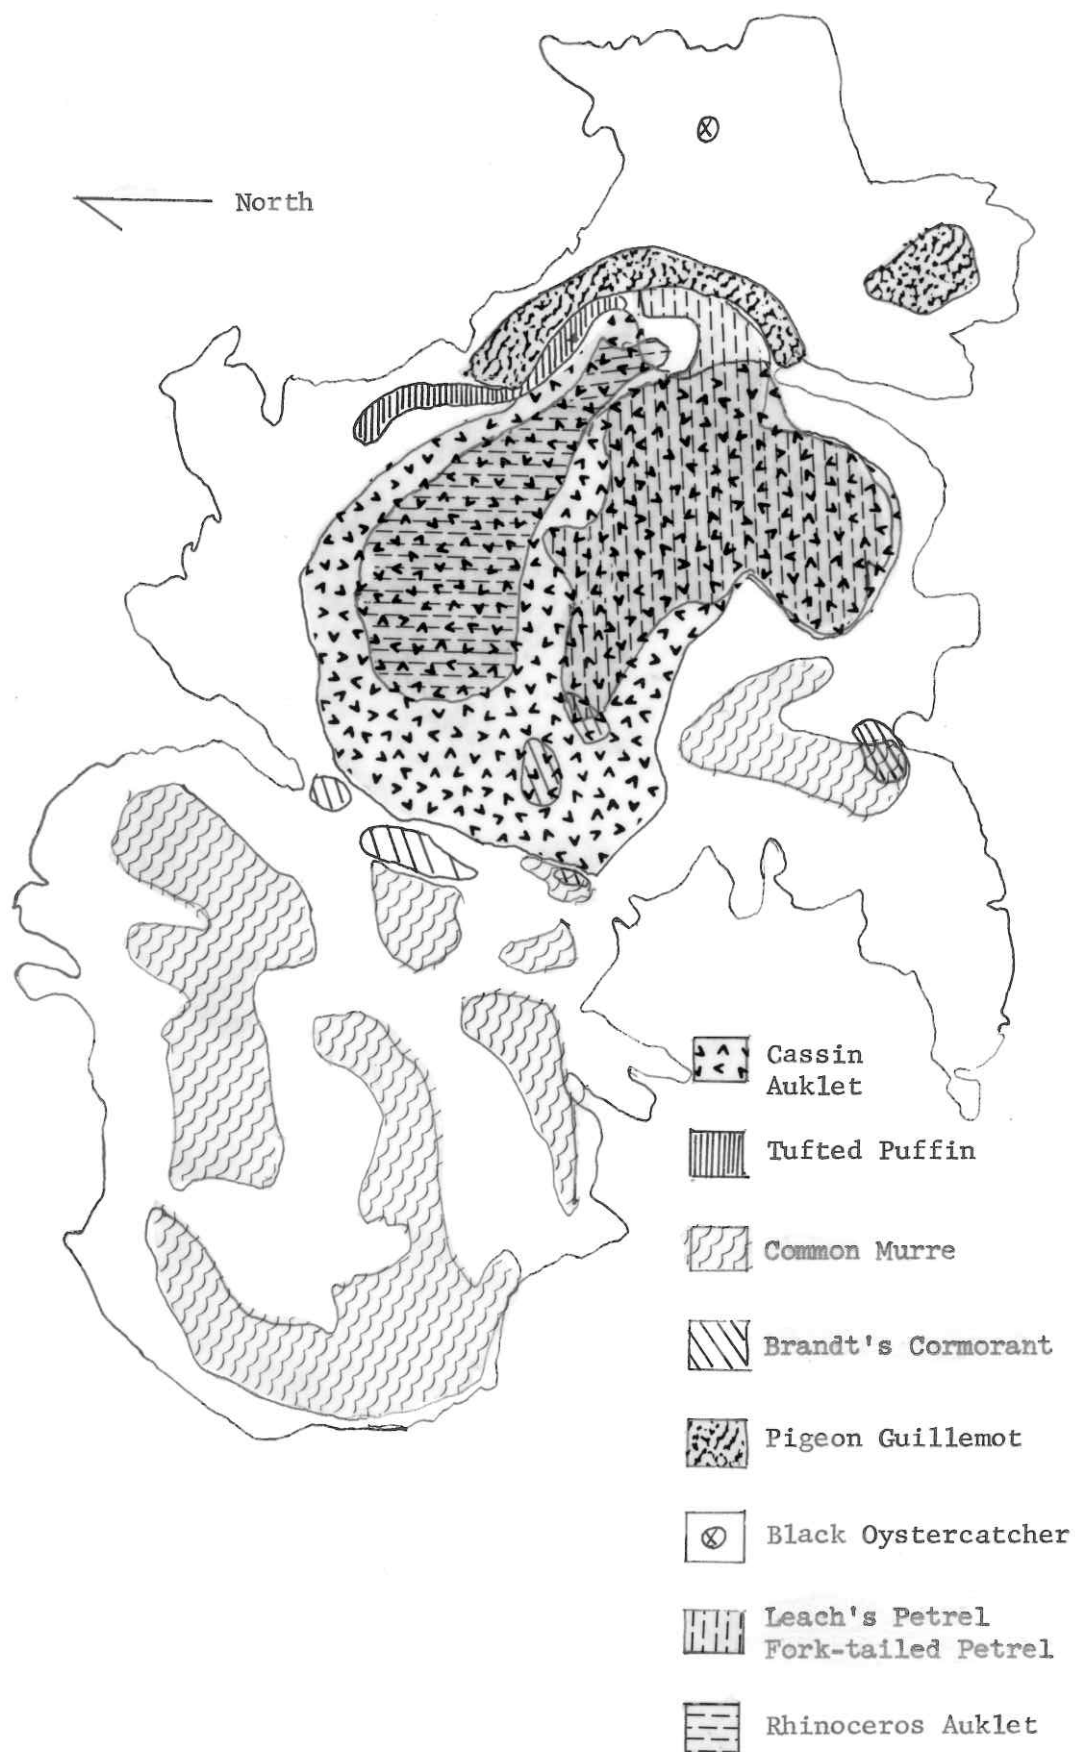 North
Cassin
Auklet
Tufted Puffin
Common Murre
Brandt's Cormorant
Pigeon Guillemot
Black Oystercatcher
Leach's Petrel
Fork-tailed Petrel
Rhinoceros Auklet